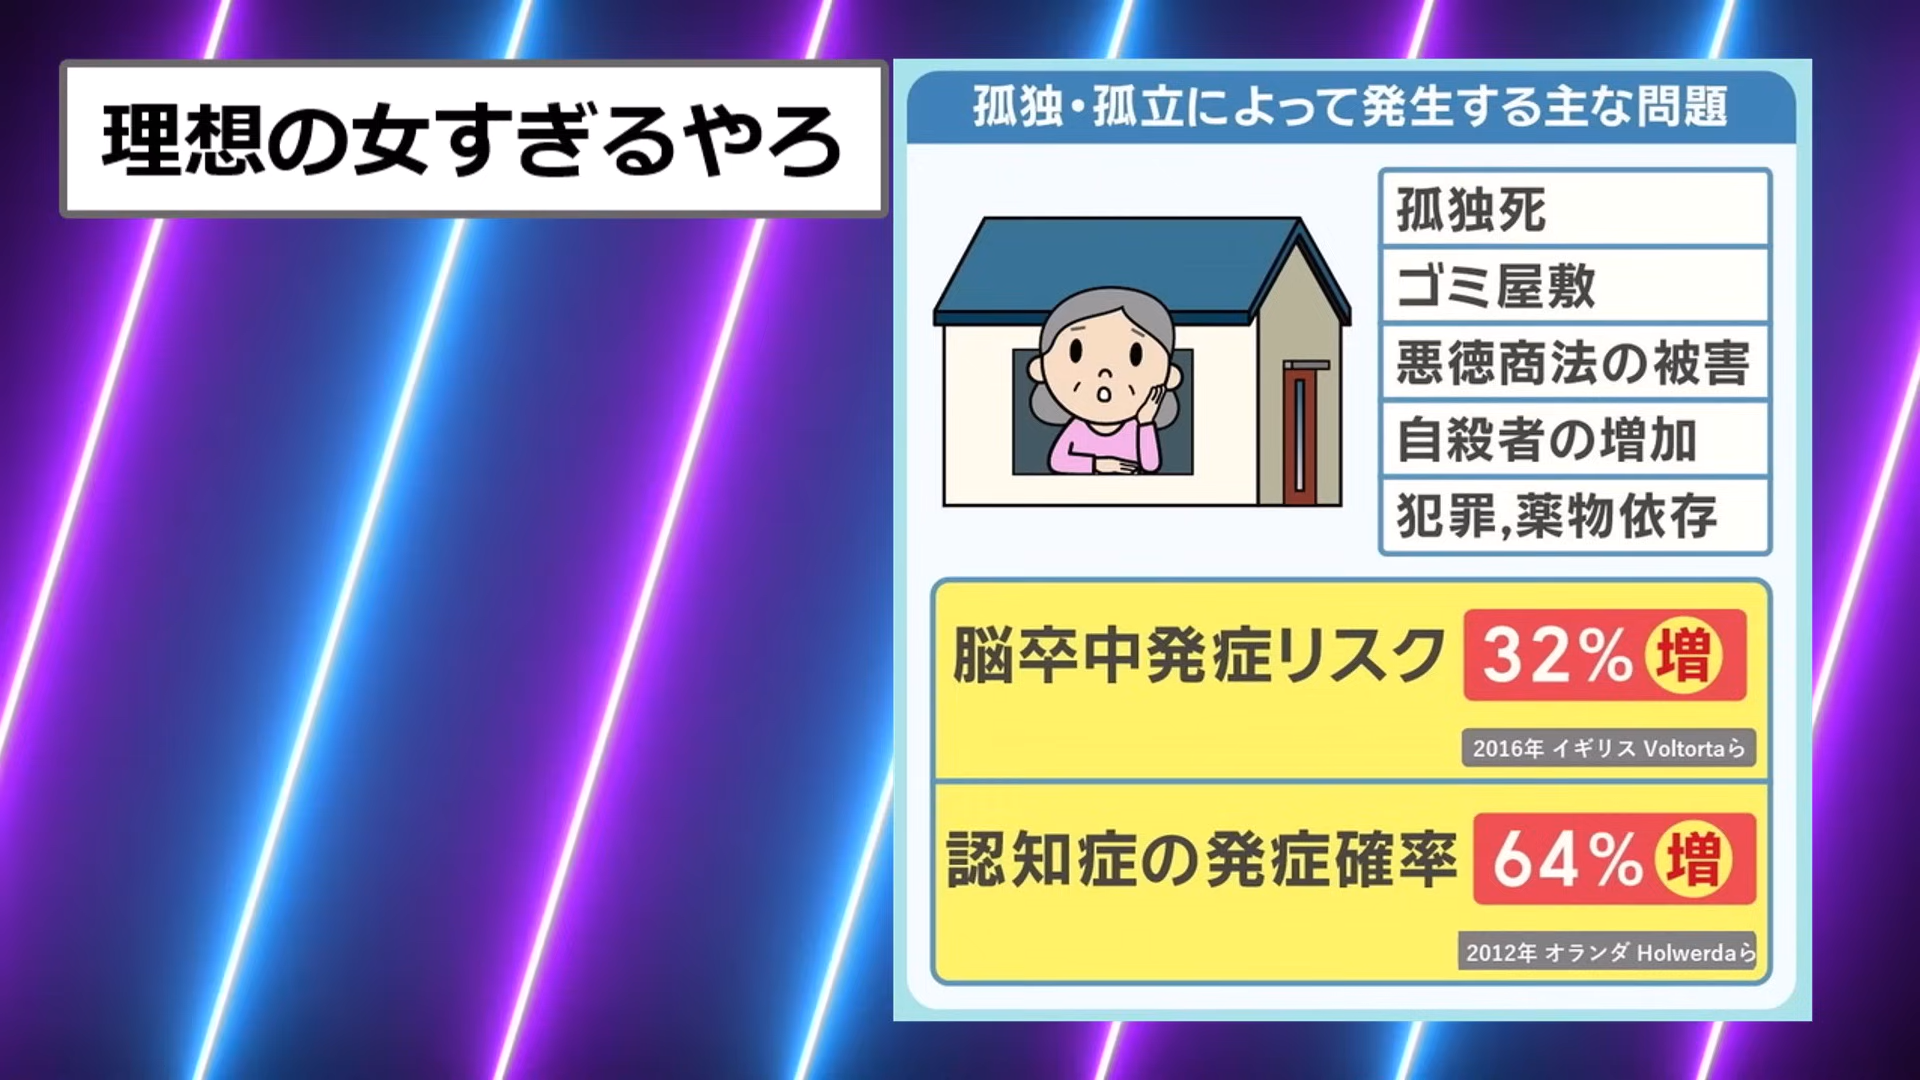 理想の女すぎるやろ
孤独・孤立によって発生する主な問題
孤独死
ゴミ屋敷
悪徳商法の被害
自殺者の増加
犯罪,薬物依存
脳卒中発症リスク 32%増
2016年 イギリス Voltortaら
認知症の発症確率 64%増
2012年 オランダ Holwerdaら